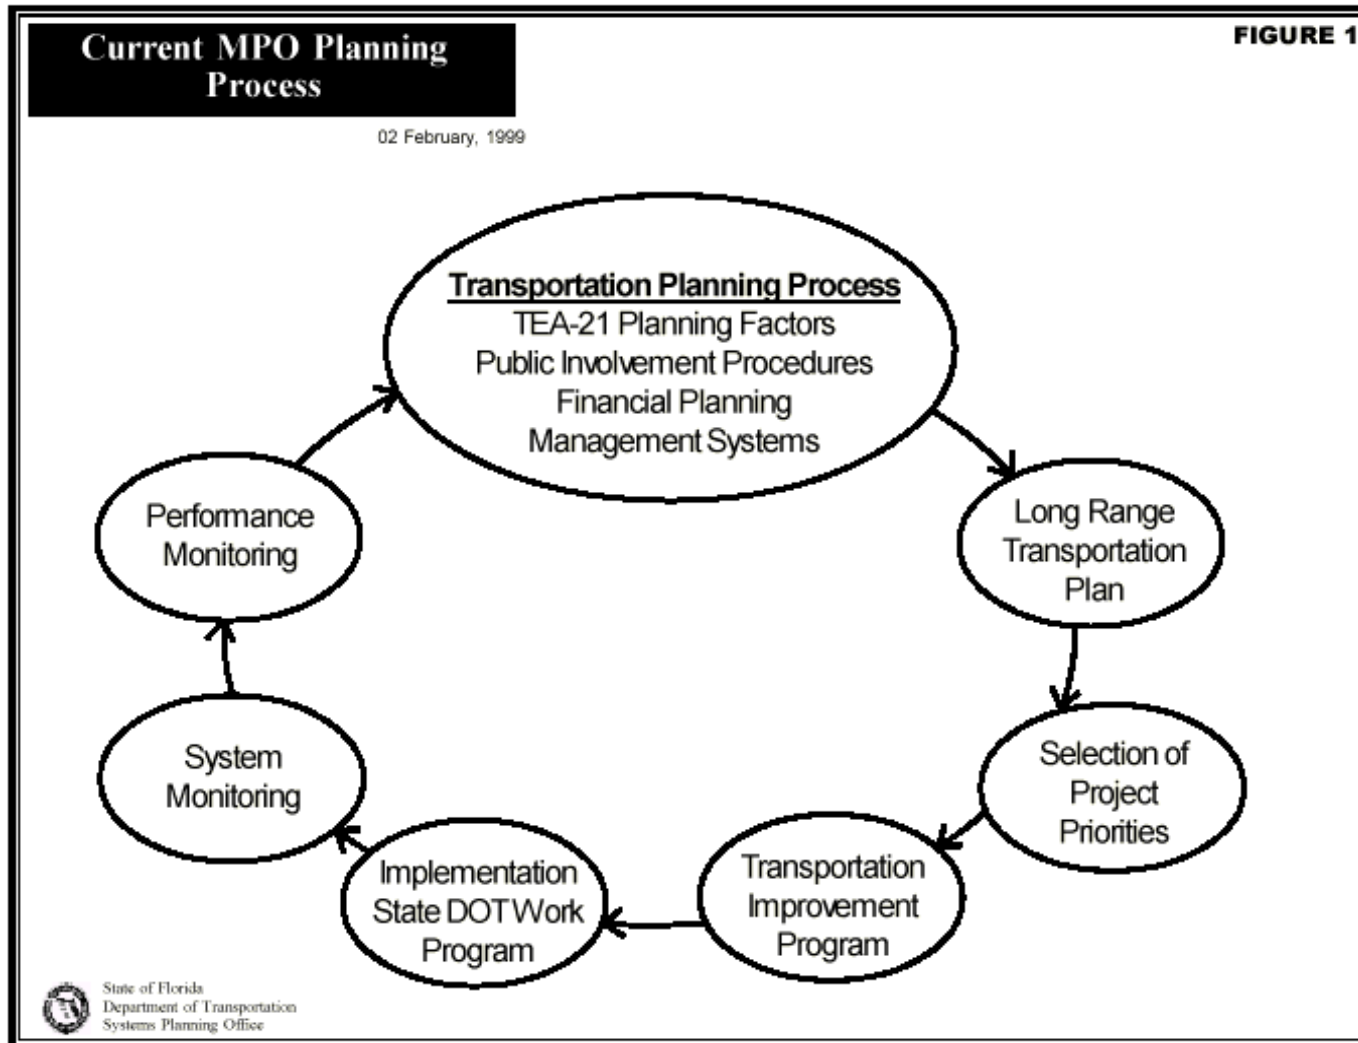 Current MPO Planning
Process
FIGURE 1
02 February, 1999
Transportation Planning Process
TEA-21 Planning Factors
Public Involvement Procedures
Financial Planning
Management Systems
Long Range
Transportation
Plan
Selection of
Project
Priorities
Transportation
Improvement
Program
Implementation
State DOT Work
Program
System
Monitoring
Performance
Monitoring
State of Florida
Department of Transportation
Systems Planning Office